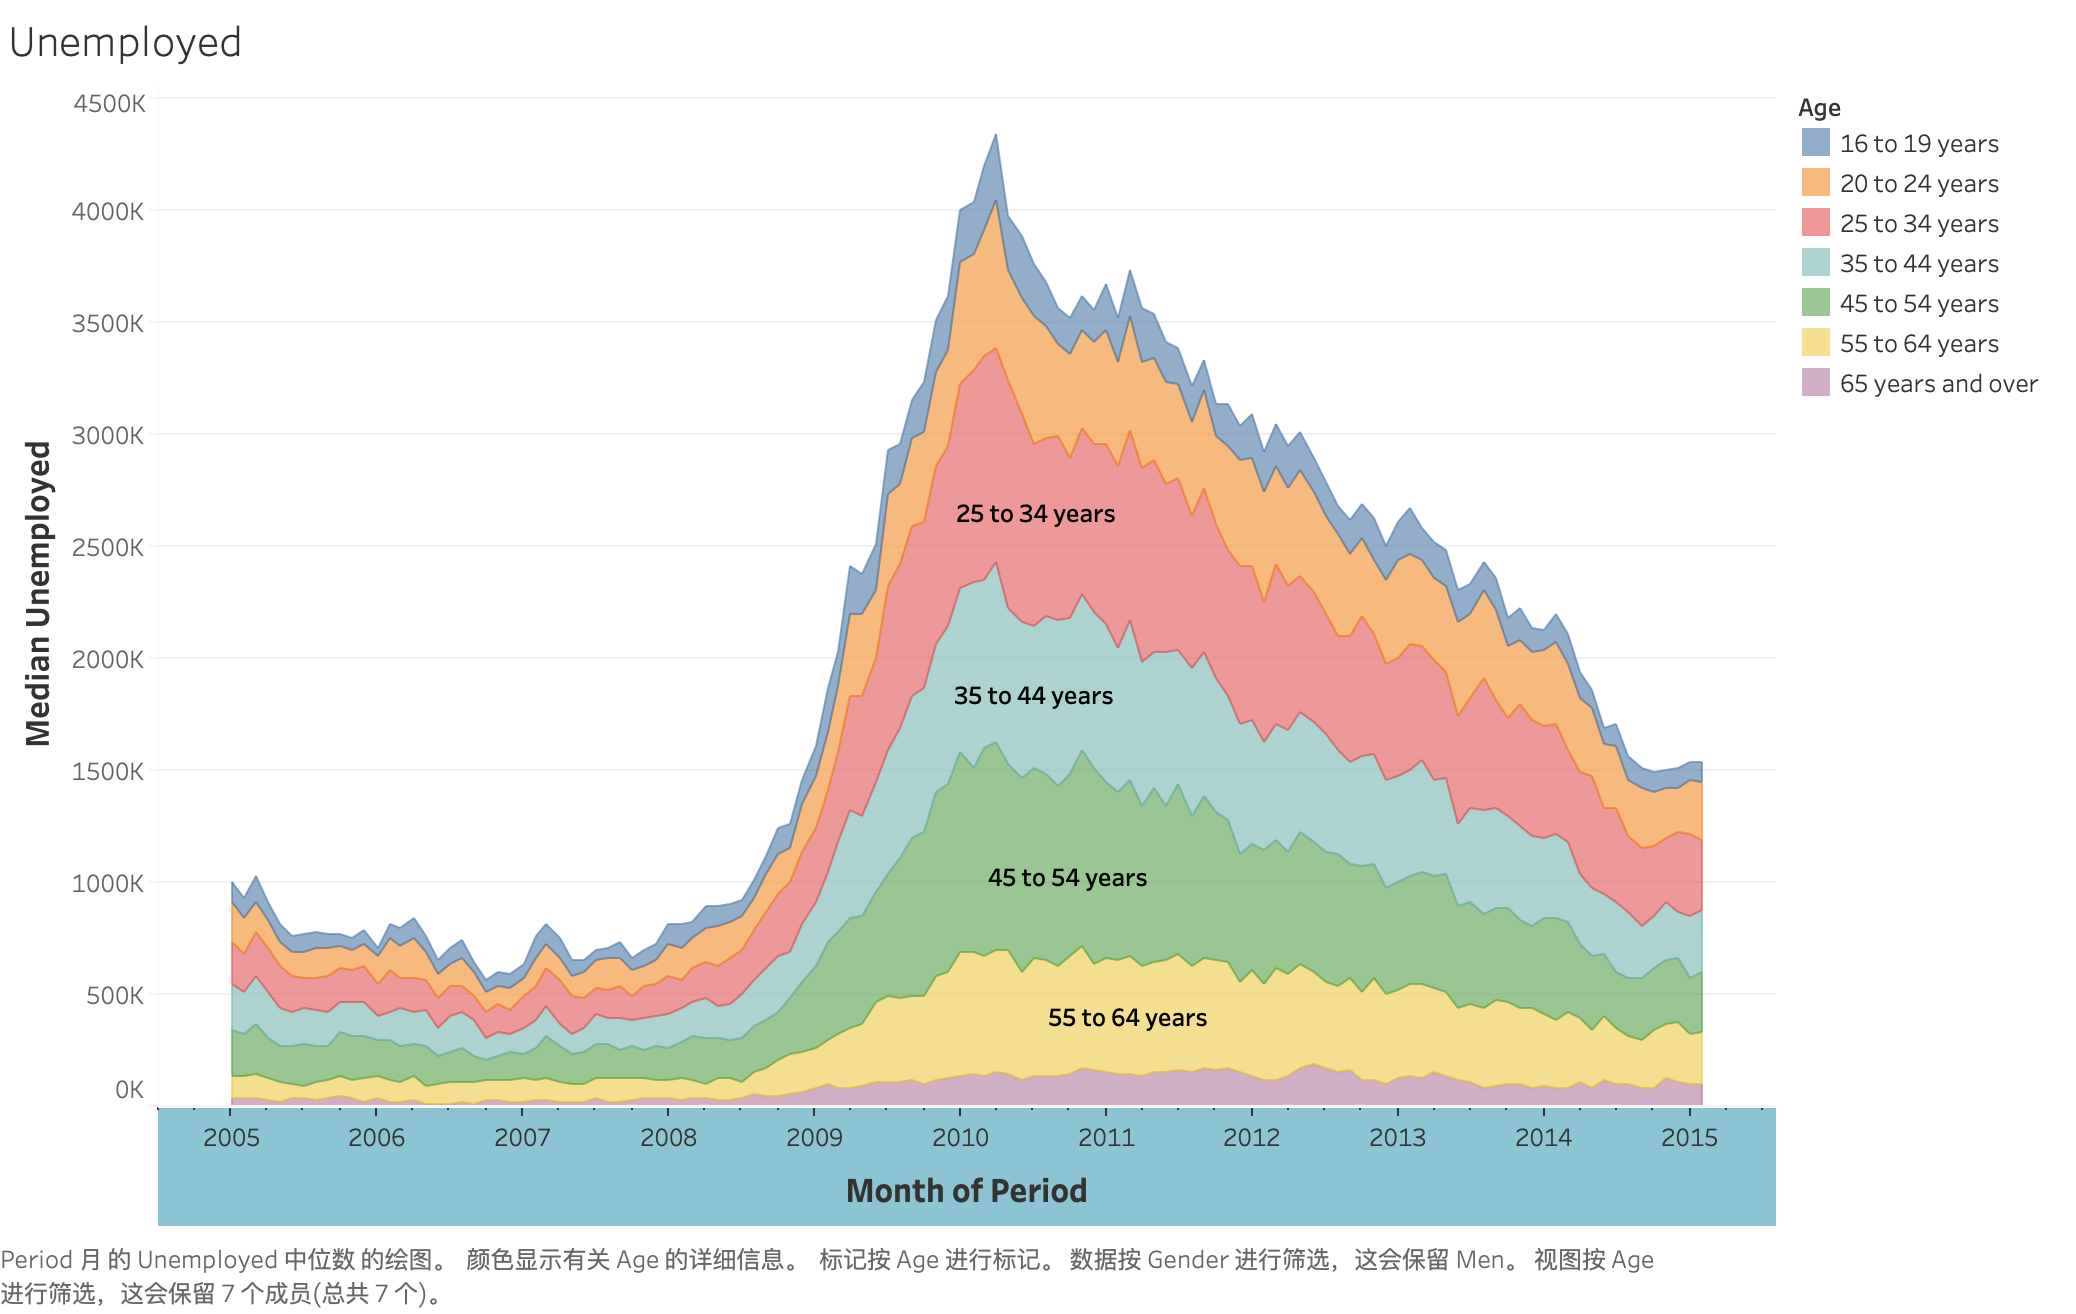 Unemployed
4500K
4000K
3500K
3000K
2500K
2000K
1500K
1000K
500K
0K
Median Unemployed
25 to 34 years
35 to 44 years
45 to 54 years
55 to 64 years
2005 2006 2007 2008 2009 2010 2011 2012 2013 2014 2015
Month of Period
Age
16 to 19 years
20 to 24 years
25 to 34 years
35 to 44 years
45 to 54 years
55 to 64 years
65 years and over
Period 月 的 Unemployed 中位数 的绘图。 颜色显示有关 Age 的详细信息。 标记按 Age 进行标记。 数据按 Gender 进行筛选，这会保留 Men。 视图按 Age
进行筛选，这会保留 7 个成员(总共 7 个)。